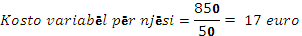 Kosto variabël për njësi = 850/50 = 17 euro